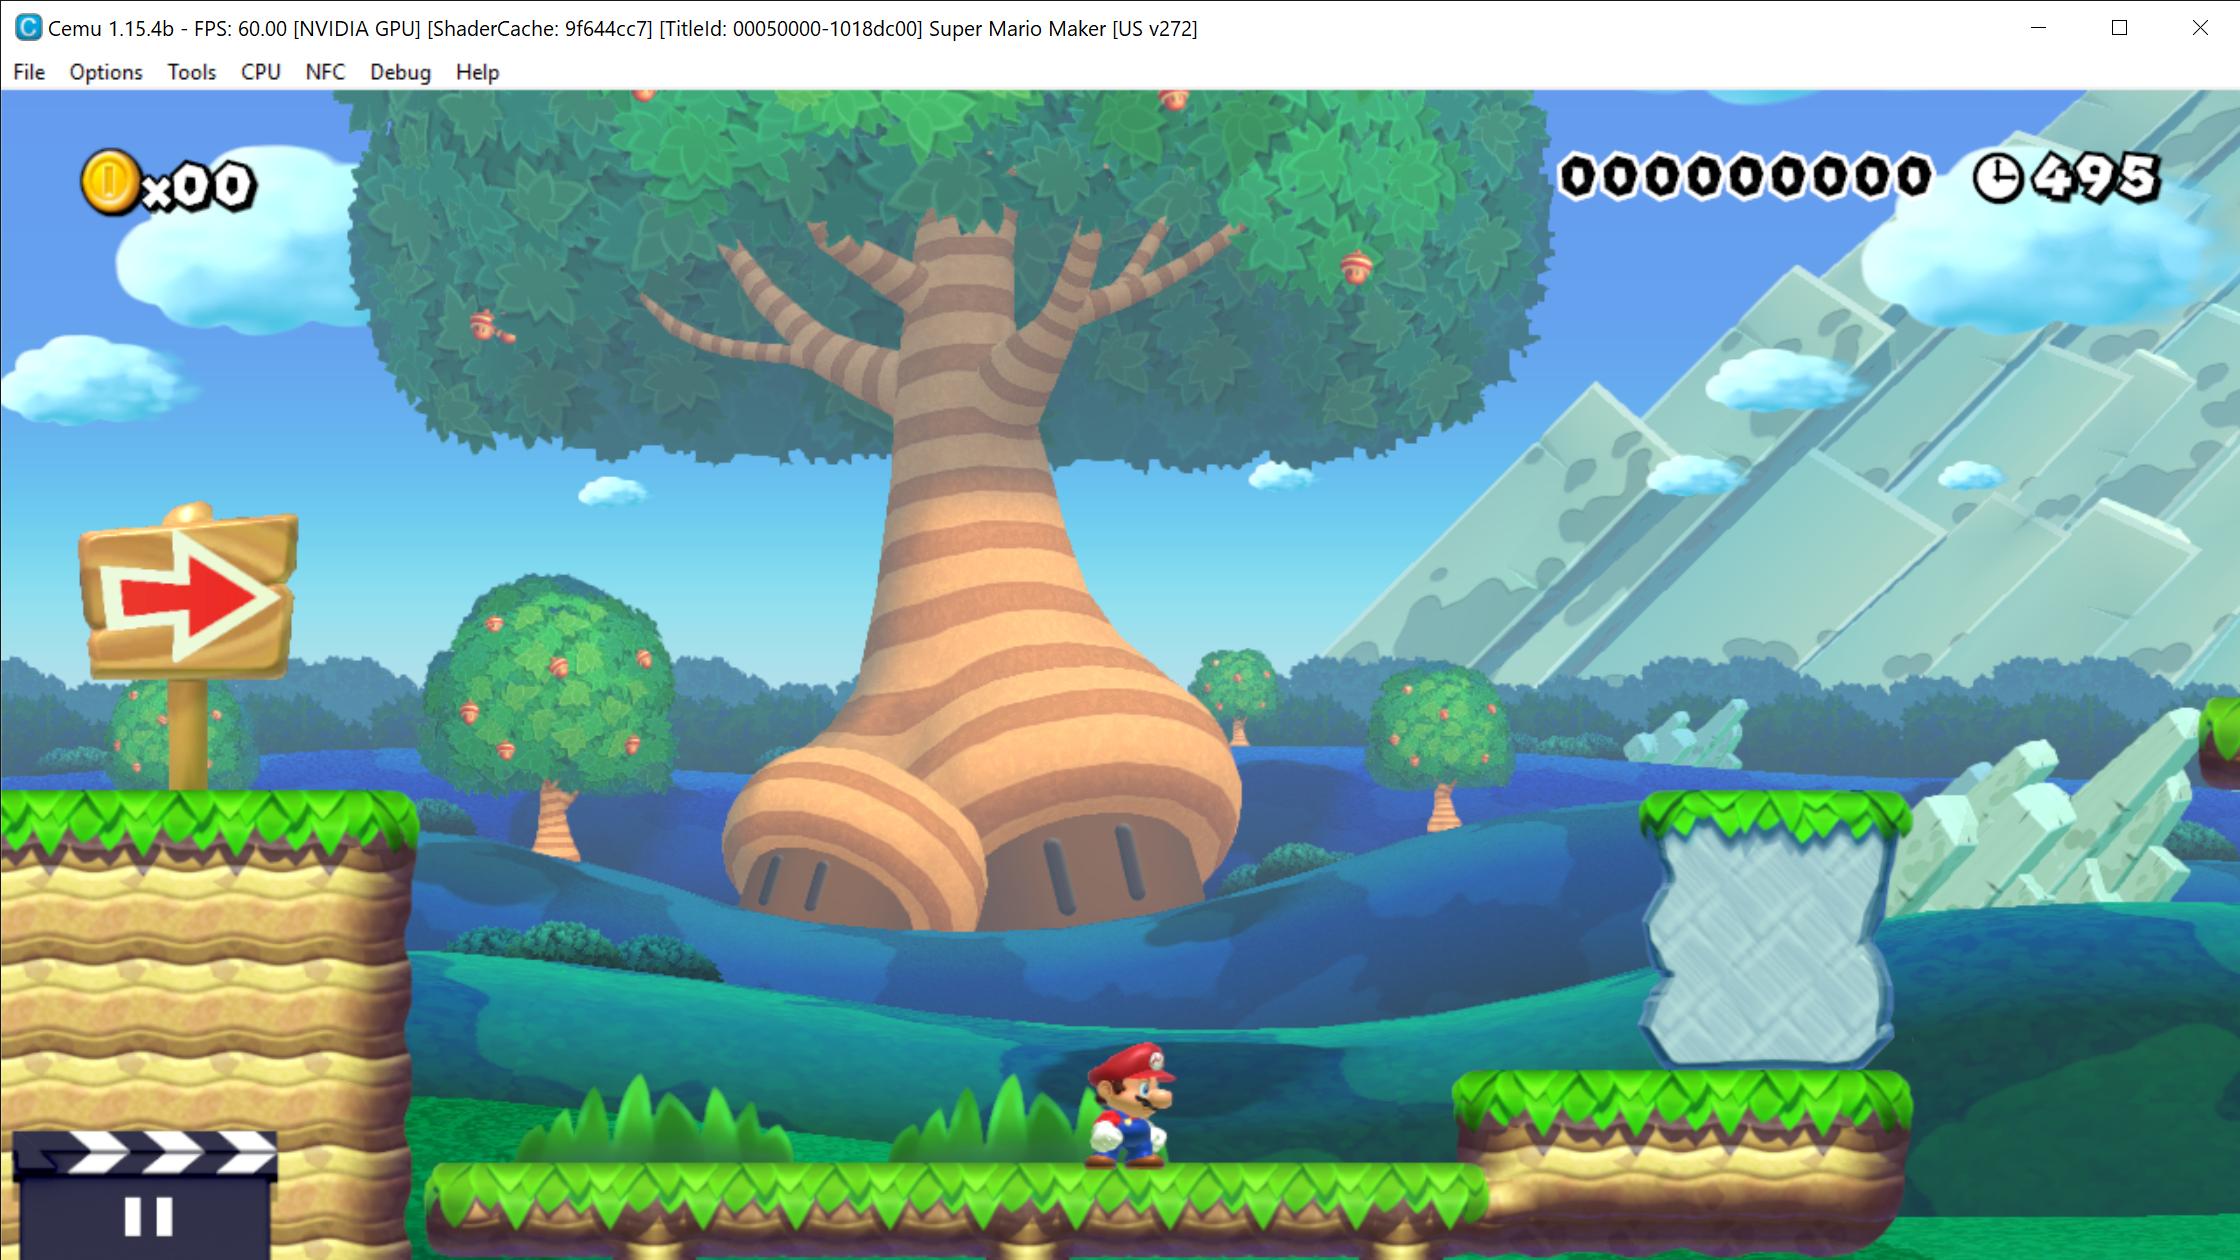 Cemu 1.15.4b - FPS: 60.00 [NVIDIA GPU] [ShaderCache: 9f644cc7] [TitleId: 00050000-1018dc00] Super Mario Maker [US v272]
File Options Tools CPU NFC Debug Help
x00 000000000 495
M